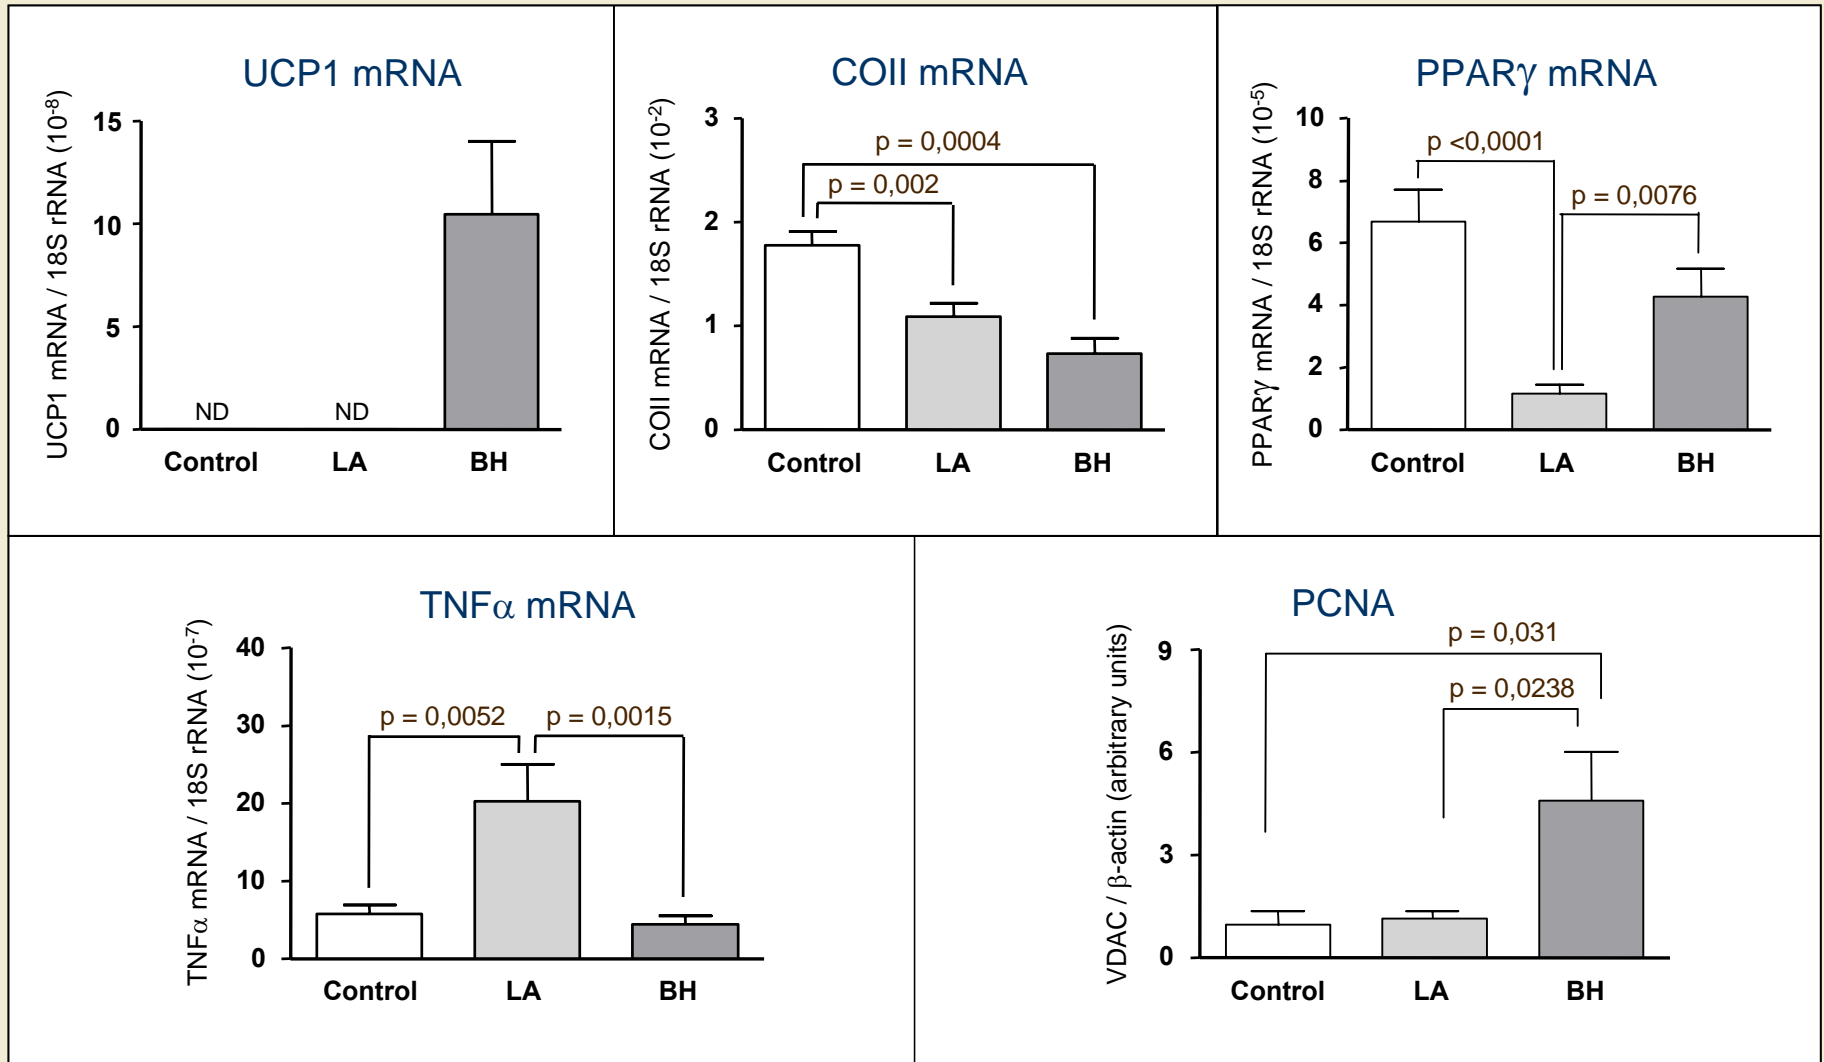 UCP1 mRNA
UCP1 mRNA / 18S rRNA (10-8)
15
10
5
0
ND
ND
Control
LA
BH
COII mRNA
COII mRNA / 18S rRNA (10-2)
3
2
1
0
p = 0,0004
p = 0,002
Control
LA
BH
PPARγ mRNA
PPARγ mRNA / 18S rRNA (10-5)
10
8
6
4
2
0
p <0,0001
p = 0,0076
Control
LA
BH
TNFα mRNA
TNFα mRNA / 18S rRNA (10-7)
40
30
20
10
0
p = 0,0052
p = 0,0015
Control
LA
BH
PCNA
VDAC / β-actin (arbitrary units)
9
6
3
0
p = 0,031
p = 0,0238
Control
LA
BH